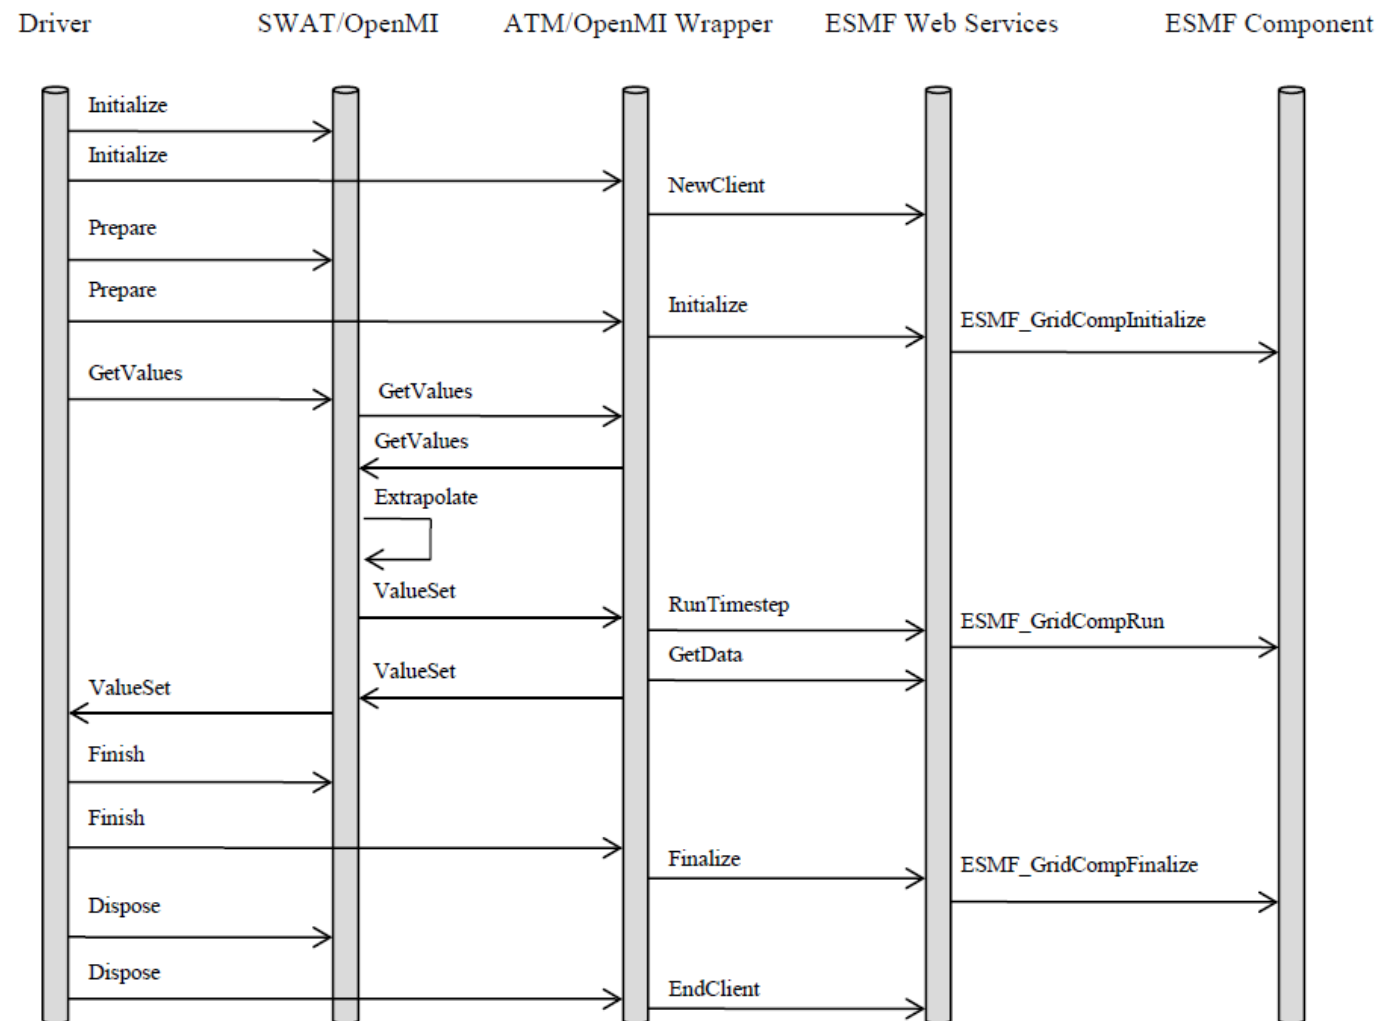 Driver
SWAT/OpenMI
ATM/OpenMI Wrapper
ESMF Web Services
ESMF Component
Initialize
Initialize
NewClient
Prepare
Prepare
Initialize
ESMF_GridCompInitialize
GetValues
GetValues
GetValues
Extrapolate
ValueSet
RunTimestep
ESMF_GridCompRun
GetData
ValueSet
ValueSet
Finish
Finish
Finalize
ESMF_GridCompFinalize
Dispose
Dispose
EndClient